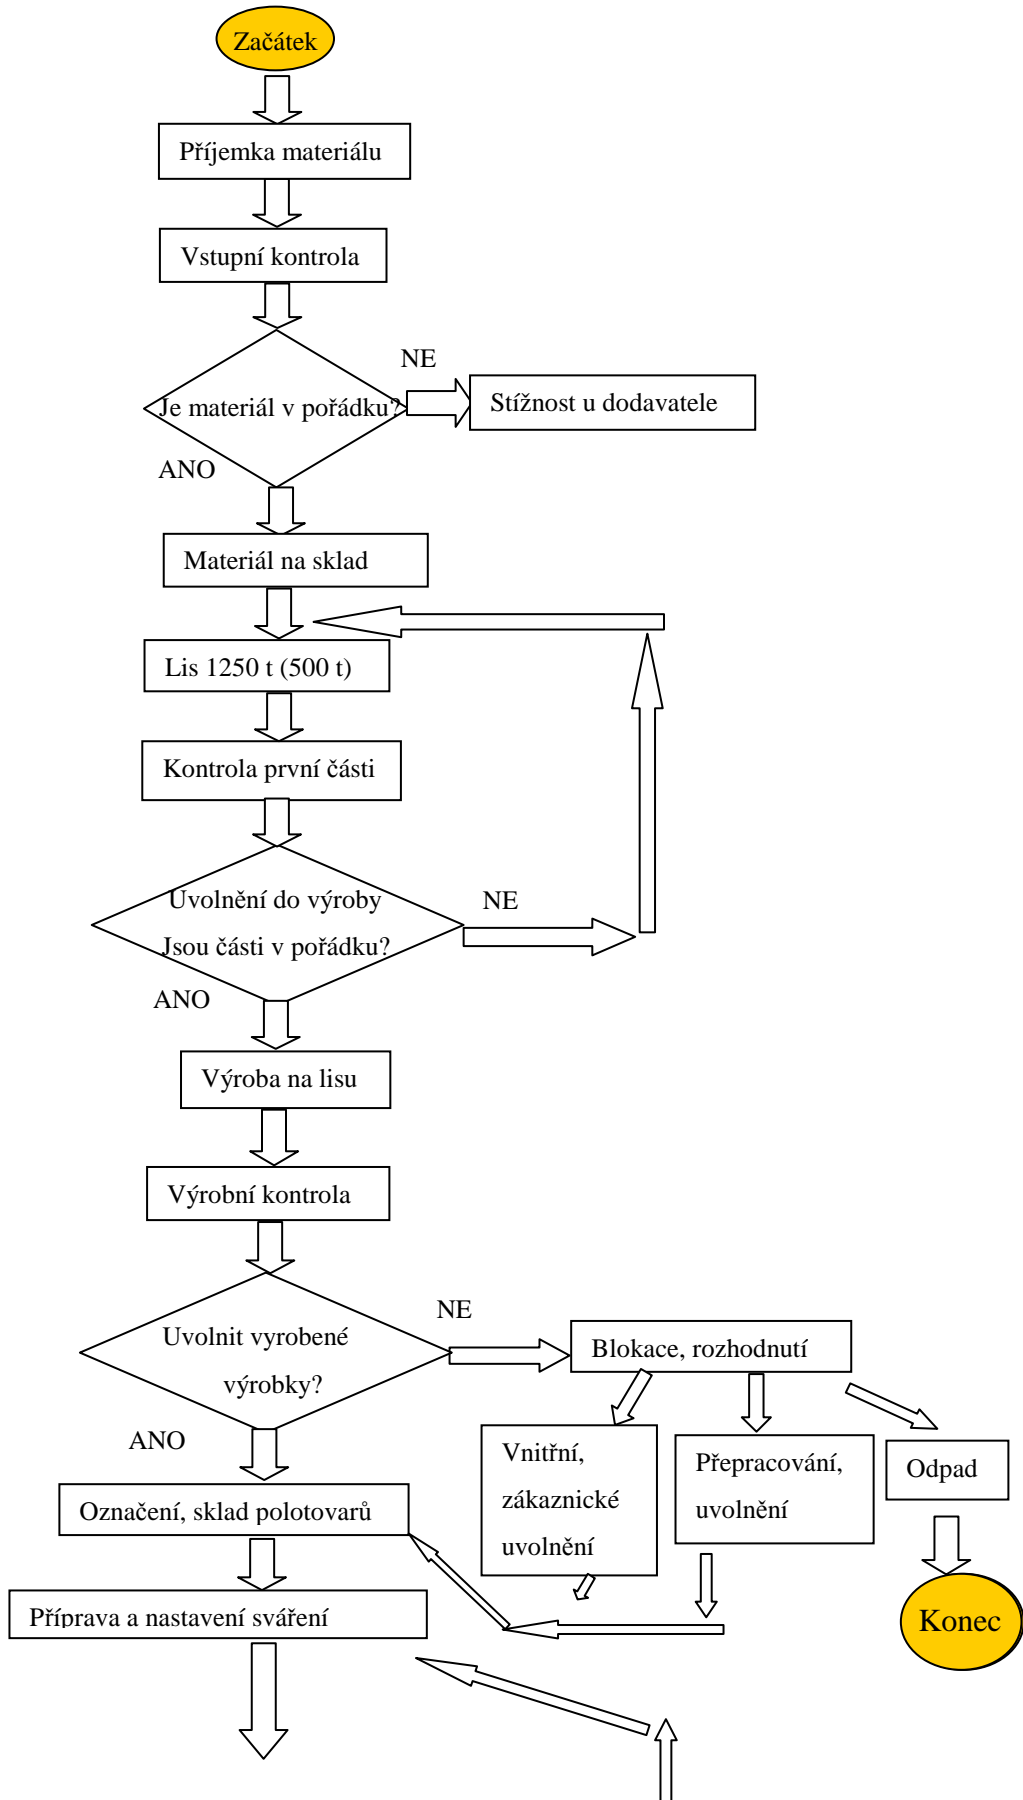 Začátek
Příjemka materiálu
Vstupní kontrola
NE
Je materiál v pořádku?
Stížnost u dodavatele
ANO
Materiál na sklad
Lis 1250 t (500 t)
Kontrola první části
Uvolnění do výroby
NE
Jsou části v pořádku?
ANO
Výroba na lisu
Výrobní kontrola
NE
Uvolnit vyrobené
výrobky?
Blokace, rozhodnutí
ANO
Vnitřní,
zákaznické
uvolnění
Přepracování,
uvolnění
Odpad
Označení, sklad polotovarů
Příprava a nastavení sváření
Konec